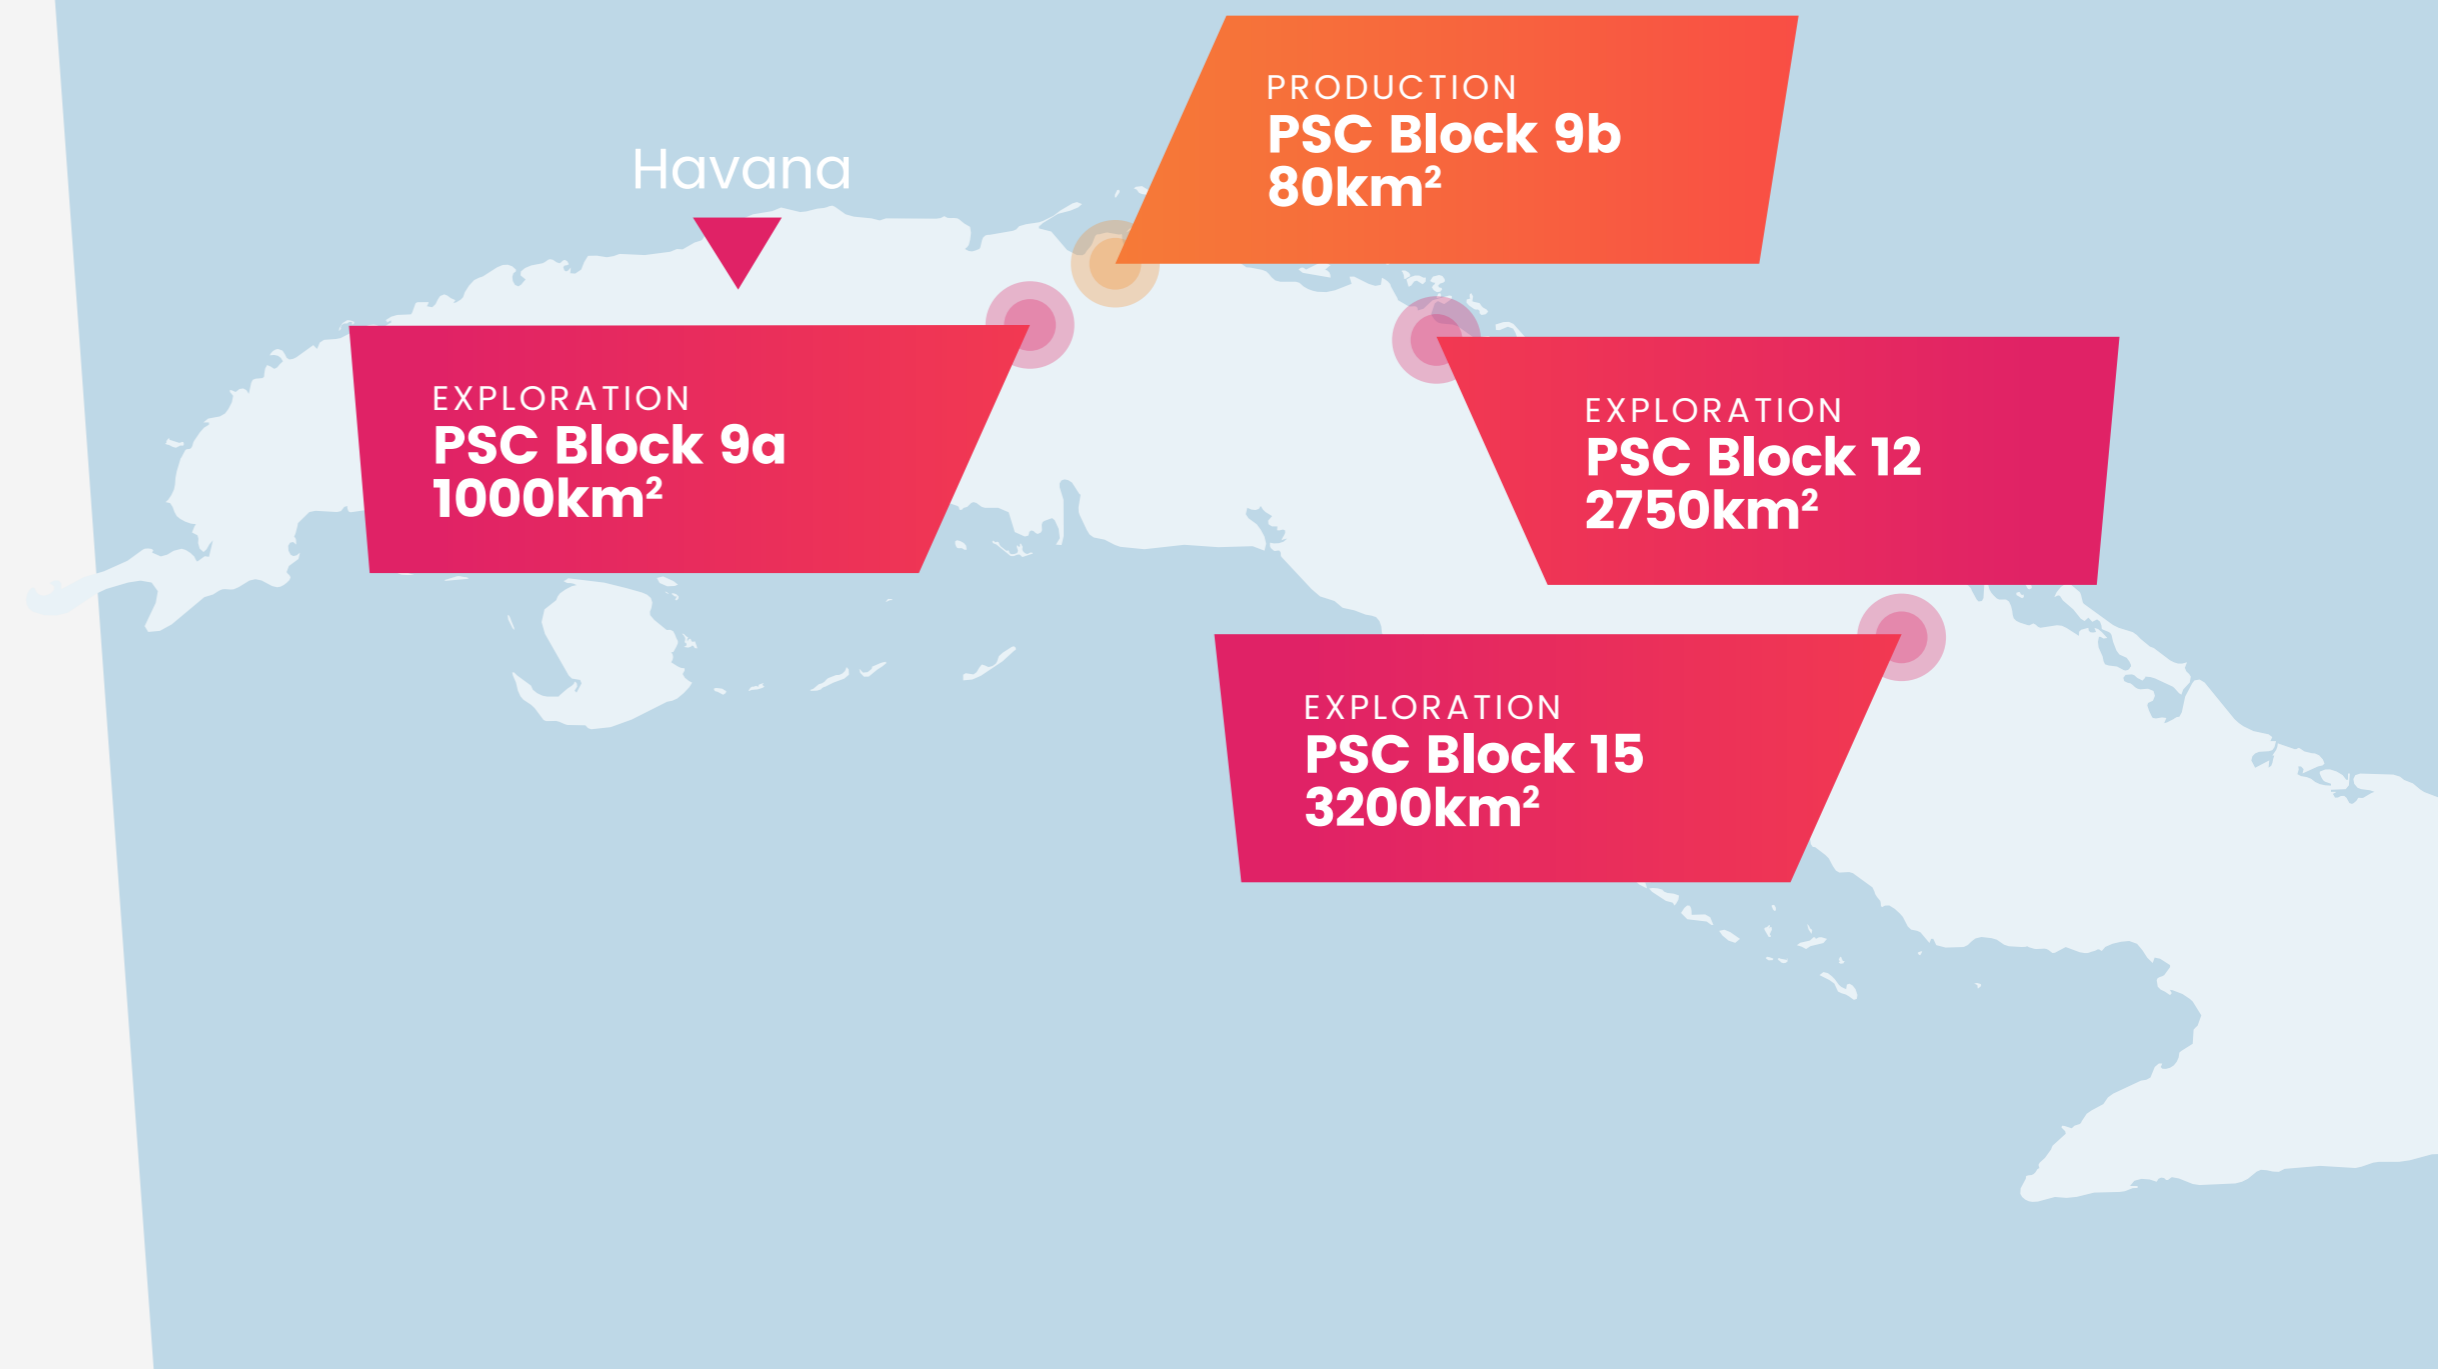 PRODUCTION
PSC Block 9b
80km²
Havana
EXPLORATION
PSC Block 9a
1000km²
EXPLORATION
PSC Block 12
2750km²
EXPLORATION
PSC Block 15
3200km²